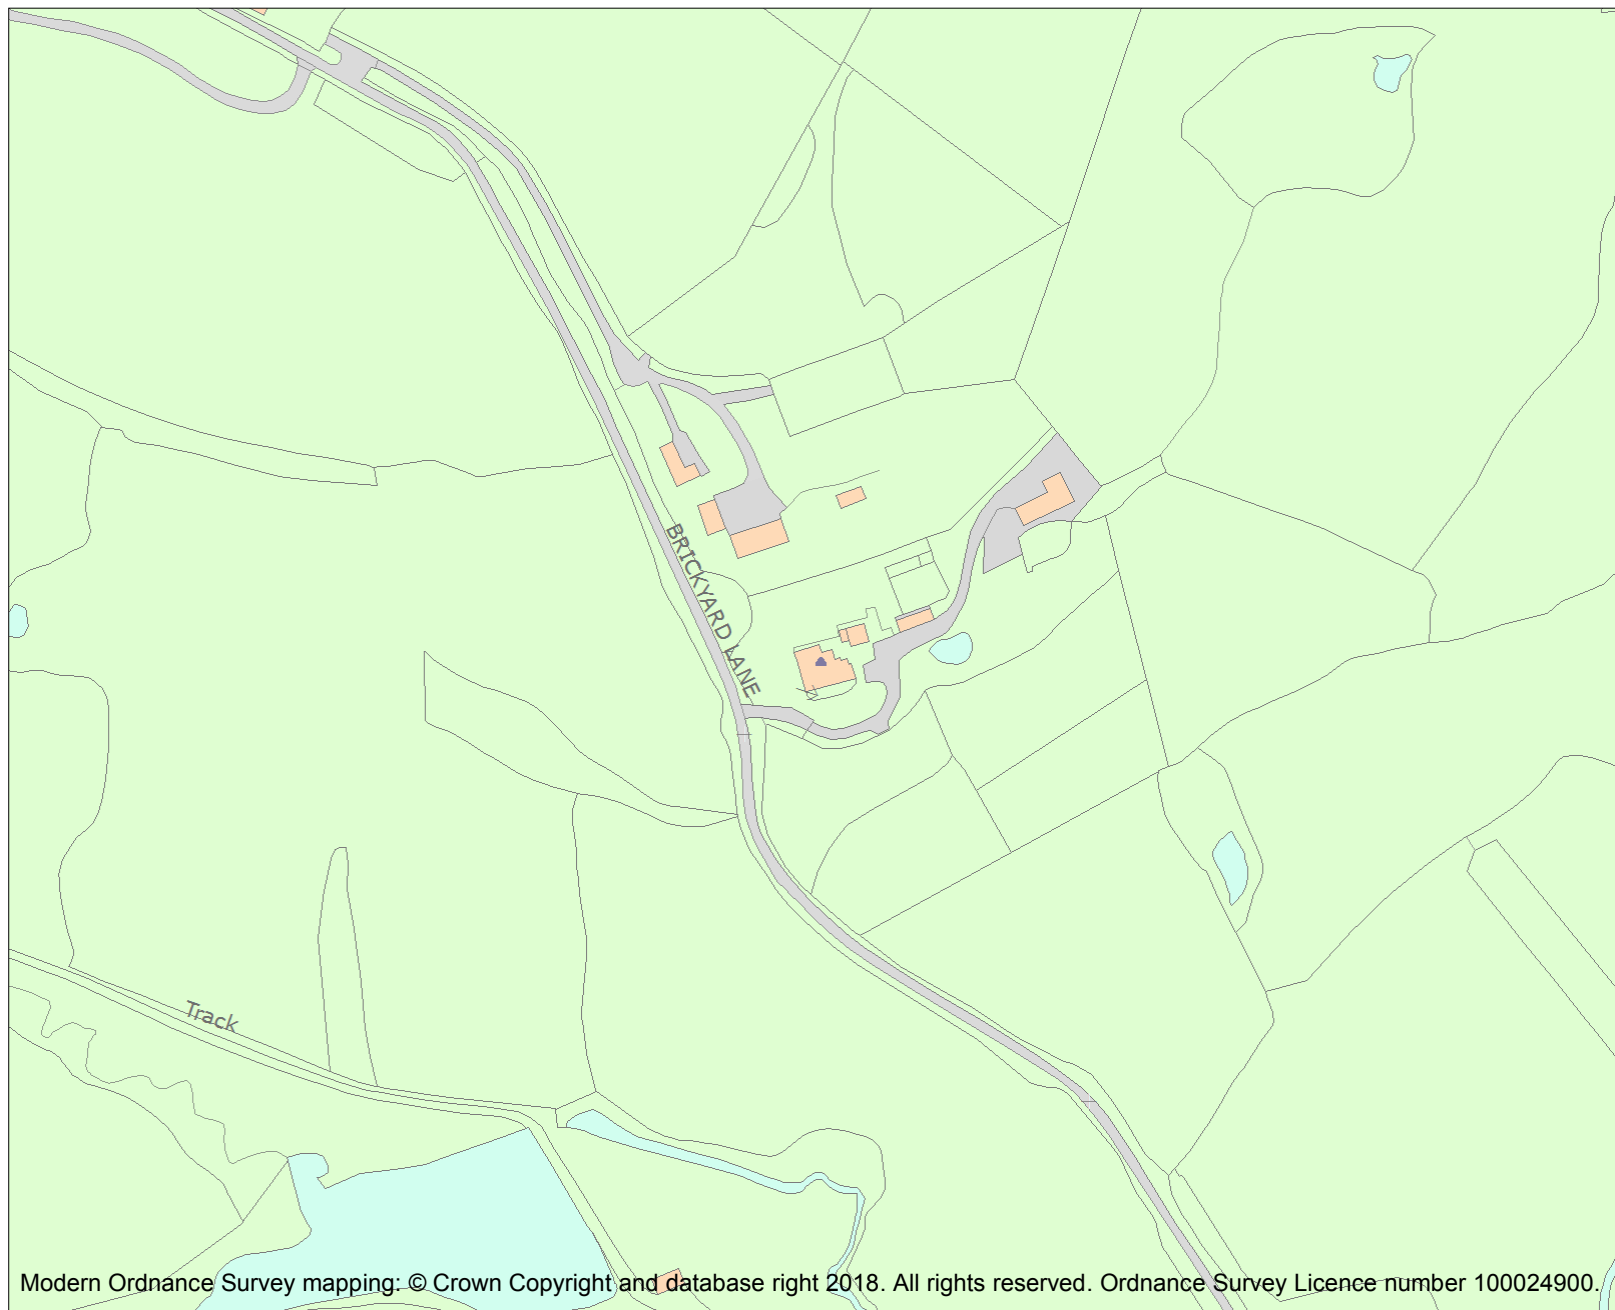 BRICKYARD LANE
Track
Modern Ordnance Survey mapping: © Crown Copyright and database right 2018. All rights reserved. Ordnance Survey Licence number 100024900.